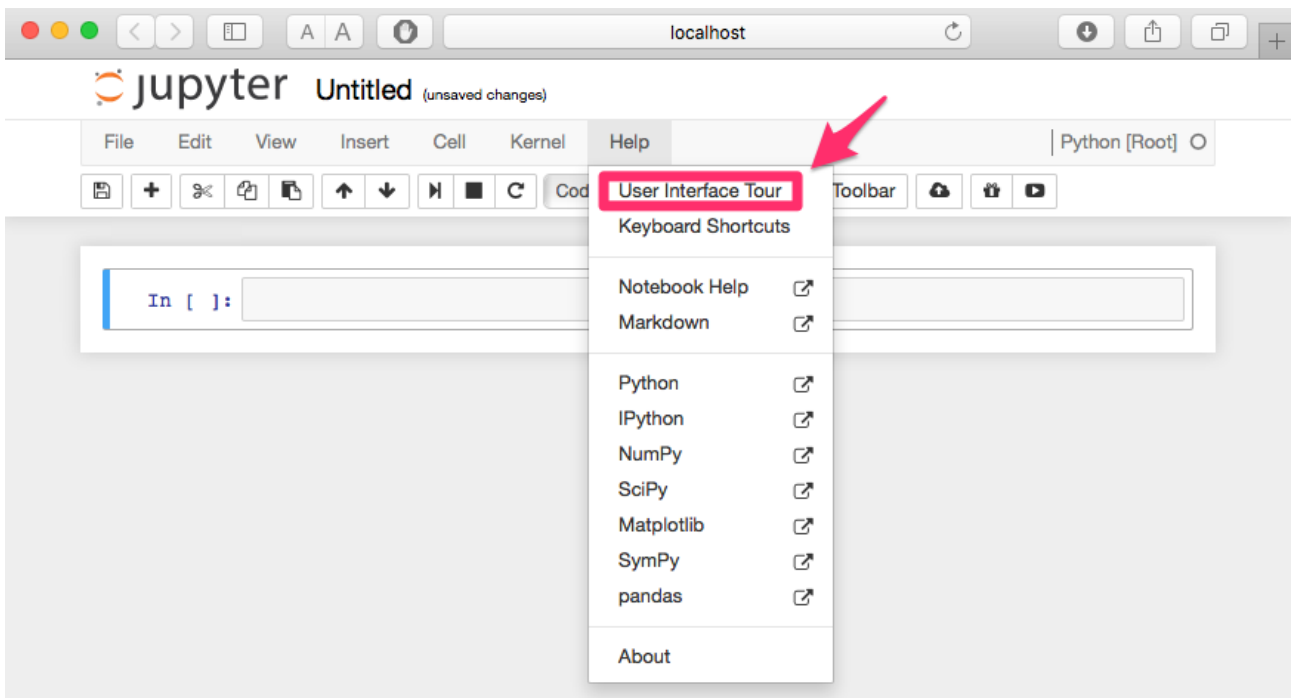 A A localhost
jupyter Untitled (unsaved changes)
File Edit View Insert Cell Kernel Help Python [Root]
Cod User Interface Tour Toolbar
Keyboard Shortcuts
In [ ]:
Notebook Help
Markdown
Python
IPython
NumPy
SciPy
Matplotlib
SymPy
pandas
About